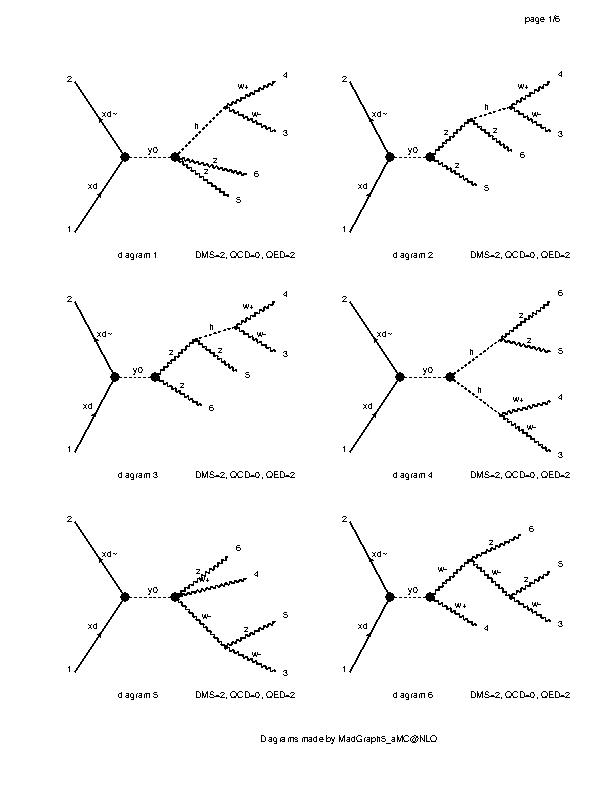 page 1/6
2
xd~
xd
1
y0
h
w+
w-
z
z
4
3
6
5
diagram 1
DMS=2, QCD=0, QED=2
2
xd~
xd
1
y0
z
h
w+
w-
z
z
4
3
6
5
diagram 2
DMS=2, QCD=0, QED=2
2
xd~
xd
1
y0
z
h
w+
w-
z
z
4
3
5
6
diagram 3
DMS=2, QCD=0, QED=2
2
xd~
xd
1
y0
h
h
z
z
w+
w-
6
5
4
3
diagram 4
DMS=2, QCD=0, QED=2
2
xd~
xd
1
y0
z
w+
w-
z
w-
6
4
5
3
diagram 5
DMS=2, QCD=0, QED=2
2
xd~
xd
1
y0
w-
z
w-
z
w-
w+
6
5
3
4
diagram 6
DMS=2, QCD=0, QED=2
Diagrams made by MadGraph5_aMC@NLO